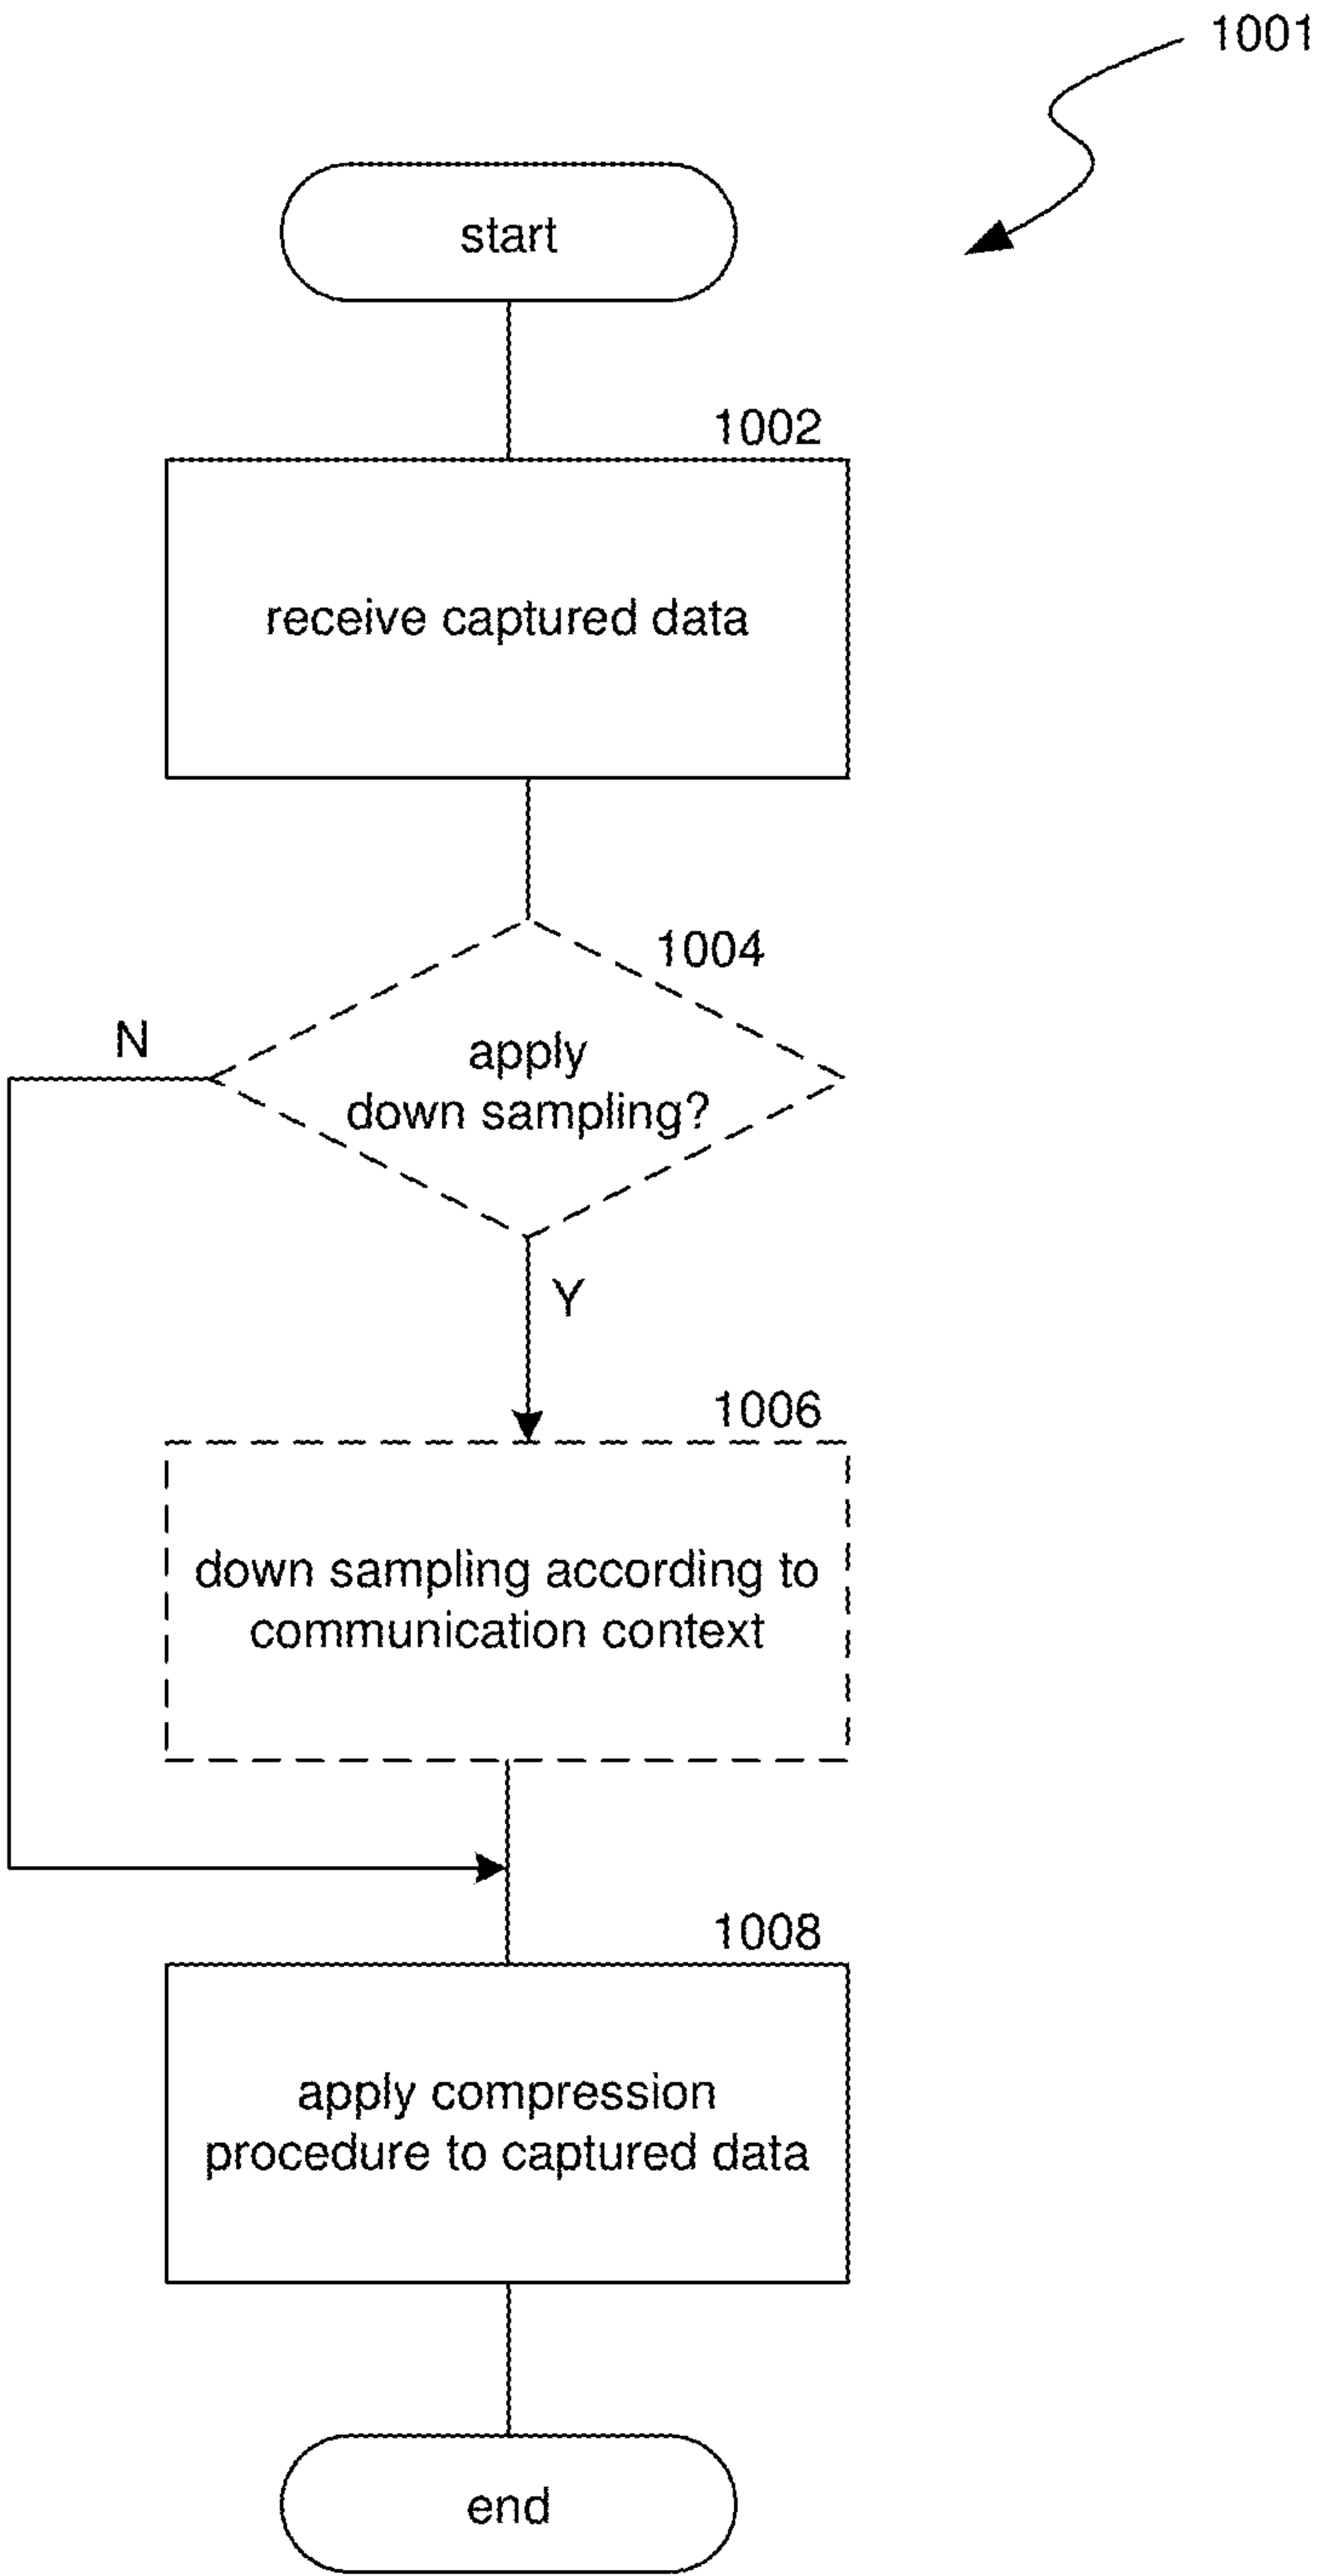 1001
start
1002
receive captured data
1004
N
apply
down sampling?
Y
1006
down sampling according to
communication context
1008
apply compression
procedure to captured data
end